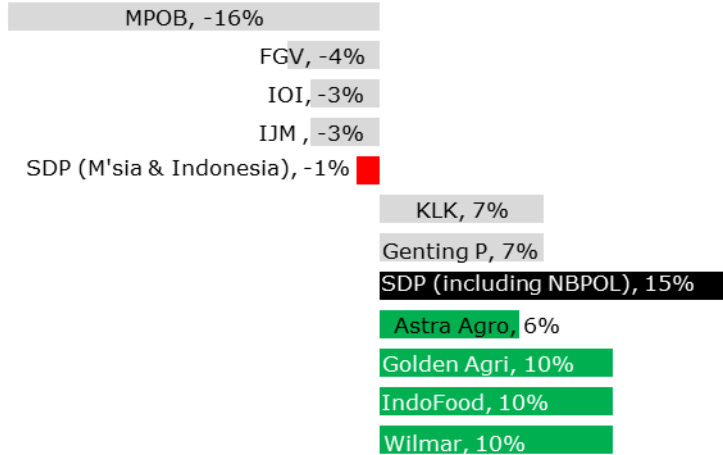 MPOB, -16%
FGV, -4%
IOI, -3%
IJM , -3%
SDP (M'sia & Indonesia), -1%
KLK, 7%
Genting P, 7%
SDP (including NBPOL), 15%
Astra Agro, 6%
Golden Agri, 10%
IndoFood, 10%
Wilmar, 10%